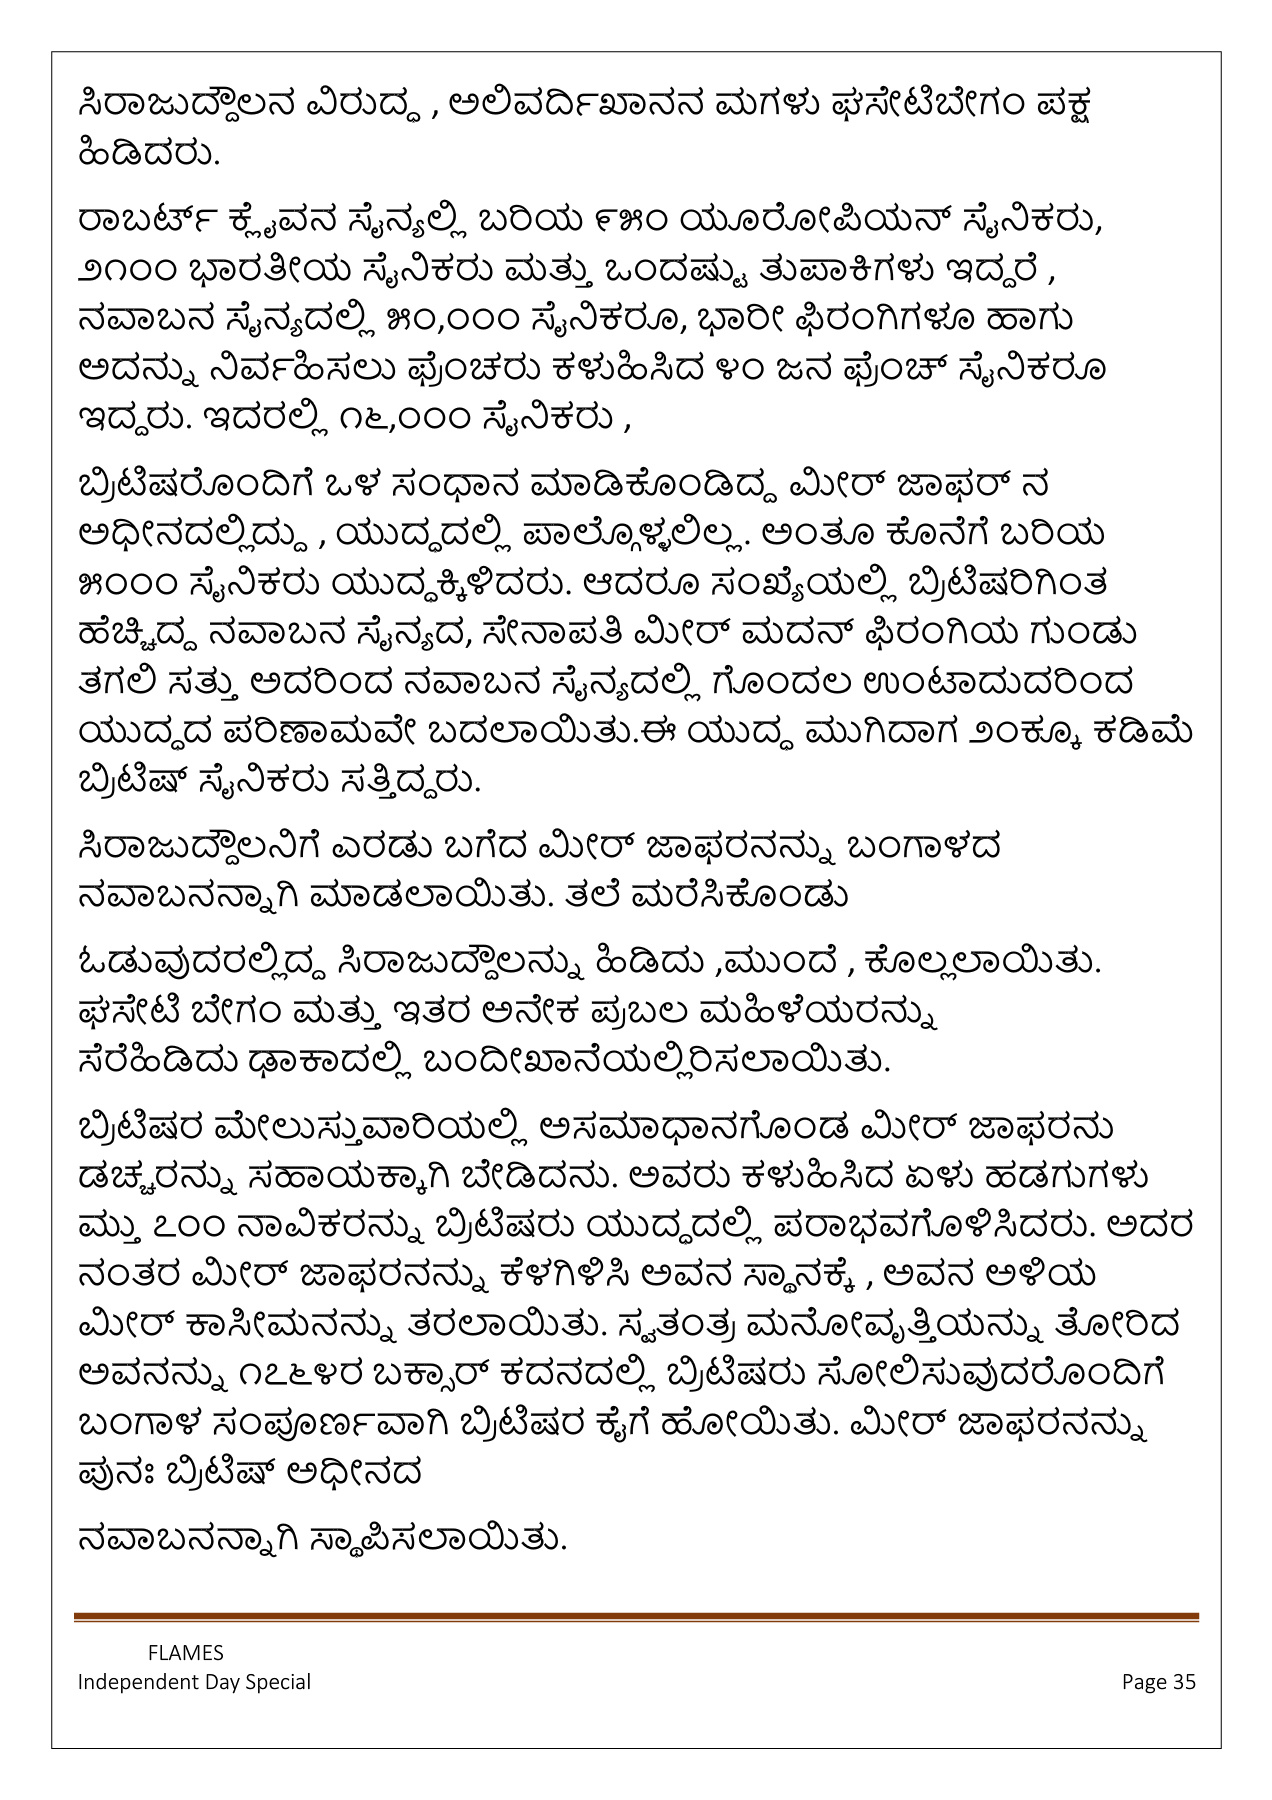 ಸಿರಾಜುದ್ದೌಲನ ವಿರುದ್ಧ , ಅಲಿವರ್ದಿಖಾನನ ಮಗಳು ಘಸೇಟಿಬೇಗಂ ಪಕ್ಷ
ಹಿಡಿದರು.
ರಾಬರ್ಟ್ ಕ್ಲೈವನ ಸೈನ್ಯಲ್ಲಿ ಬರಿಯ ೯೫೦ ಯೂರೋಪಿಯನ್ ಸೈನಿಕರು,
೨೧೦೦ ಭಾರತೀಯ ಸೈನಿಕರು ಮತ್ತು ಒಂದಷ್ಟು ತುಪಾಕಿಗಳು ಇದ್ದರೆ ,
ನವಾಬನ ಸೈನ್ಯದಲ್ಲಿ ೫೦,೦೦೦ ಸೈನಿಕರೂ, ಭಾರೀ ಫಿರಂಗಿಗಳೂ ಹಾಗು
ಅದನ್ನು ನಿರ್ವಹಿಸಲು ಫ್ರೆಂಚರು ಕಳುಹಿಸಿದ ೪೦ ಜನ ಫ್ರೆಂಚ್ ಸೈನಿಕರೂ
ಇದ್ದರು. ಇದರಲ್ಲಿ ೧೬,೦೦೦ ಸೈನಿಕರು ,
ಬ್ರಿಟಿಷರೊಂದಿಗೆ ಒಳ ಸಂಧಾನ ಮಾಡಿಕೊಂಡಿದ್ದ ಮೀರ್ ಜಾಫರ್ ನ
ಅಧೀನದಲ್ಲಿದ್ದು , ಯುದ್ಧದಲ್ಲಿ ಪಾಲ್ಗೊಳ್ಳಲಿಲ್ಲ. ಅಂತೂ ಕೊನೆಗೆ ಬರಿಯ
೫೦೦೦ ಸೈನಿಕರು ಯುದ್ಧಕ್ಕಿಳಿದರು. ಆದರೂ ಸಂಖ್ಯೆಯಲ್ಲಿ ಬ್ರಿಟಿಷರಿಗಿಂತ
ಹೆಚ್ಚಿದ್ದ ನವಾಬನ ಸೈನ್ಯದ, ಸೇನಾಪತಿ ಮೀರ್ ಮದನ್ ಫಿರಂಗಿಯ ಗುಂಡು
ತಗಲಿ ಸತ್ತು ಅದರಿಂದ ನವಾಬನ ಸೈನ್ಯದಲ್ಲಿ ಗೊಂದಲ ಉಂಟಾದುದರಿಂದ
ಯುದ್ಧದ ಪರಿಣಾಮವೇ ಬದಲಾಯಿತು.ಈ ಯುದ್ಧ ಮುಗಿದಾಗ ೨೦ಕ್ಕೂ ಕಡಿಮೆ
ಬ್ರಿಟಿಷ್ ಸೈನಿಕರು ಸತ್ತಿದ್ದರು.
ಸಿರಾಜುದ್ದೌಲನಿಗೆ ಎರಡು ಬಗೆದ ಮೀರ್ ಜಾಫರನನ್ನು ಬಂಗಾಳದ
ನವಾಬನನ್ನಾಗಿ ಮಾಡಲಾಯಿತು. ತಲೆ ಮರೆಸಿಕೊಂಡು
ಓಡುವುದರಲ್ಲಿದ್ದ ಸಿರಾಜುದ್ದೌಲನ್ನು ಹಿಡಿದು ,ಮುಂದೆ , ಕೊಲ್ಲಲಾಯಿತು.
ಘಸೇಟಿ ಬೇಗಂ ಮತ್ತು ಇತರ ಅನೇಕ ಪ್ರಬಲ ಮಹಿಳೆಯರನ್ನು
ಸೆರೆಹಿಡಿದು ಢಾಕಾದಲ್ಲಿ ಬಂದೀಖಾನೆಯಲ್ಲಿರಿಸಲಾಯಿತು.
ಬ್ರಿಟಿಷರ ಮೇಲುಸ್ತುವಾರಿಯಲ್ಲಿ ಅಸಮಾಧಾನಗೊಂಡ ಮೀರ್ ಜಾಫರನು
ಡಚ್ಚರನ್ನು ಸಹಾಯಕ್ಕಾಗಿ ಬೇಡಿದನು. ಅವರು ಕಳುಹಿಸಿದ ಏಳು ಹಡಗುಗಳು
ಮ್ತು ೭೦೦ ನಾವಿಕರನ್ನು ಬ್ರಿಟಿಷರು ಯುದ್ಧದಲ್ಲಿ ಪರಾಭವಗೊಳಿಸಿದರು. ಅದರ
ನಂತರ ಮೀರ್ ಜಾಫರನನ್ನು ಕೆಳಗಿಳಿಸಿ ಅವನ ಸ್ಥಾನಕ್ಕೆ , ಅವನ ಅಳಿಯ
ಮೀರ್ ಕಾಸೀಮನನ್ನು ತರಲಾಯಿತು. ಸ್ವತಂತ್ರ ಮನೋವೃತ್ತಿಯನ್ನು ತೋರಿದ
ಅವನನ್ನು ೧೭೬೪ರ ಬಕ್ಸಾರ್ ಕದನದಲ್ಲಿ ಬ್ರಿಟಿಷರು ಸೋಲಿಸುವುದರೊಂದಿಗೆ
ಬಂಗಾಳ ಸಂಪೂರ್ಣವಾಗಿ ಬ್ರಿಟಿಷರ ಕೈಗೆ ಹೋಯಿತು. ಮೀರ್ ಜಾಫರನನ್ನು
ಪುನಃ ಬ್ರಿಟಿಷ್ ಅಧೀನದ
ನವಾಬನನ್ನಾಗಿ ಸ್ಥಾಪಿಸಲಾಯಿತು.
FLAMES
Independent Day Special Page 35